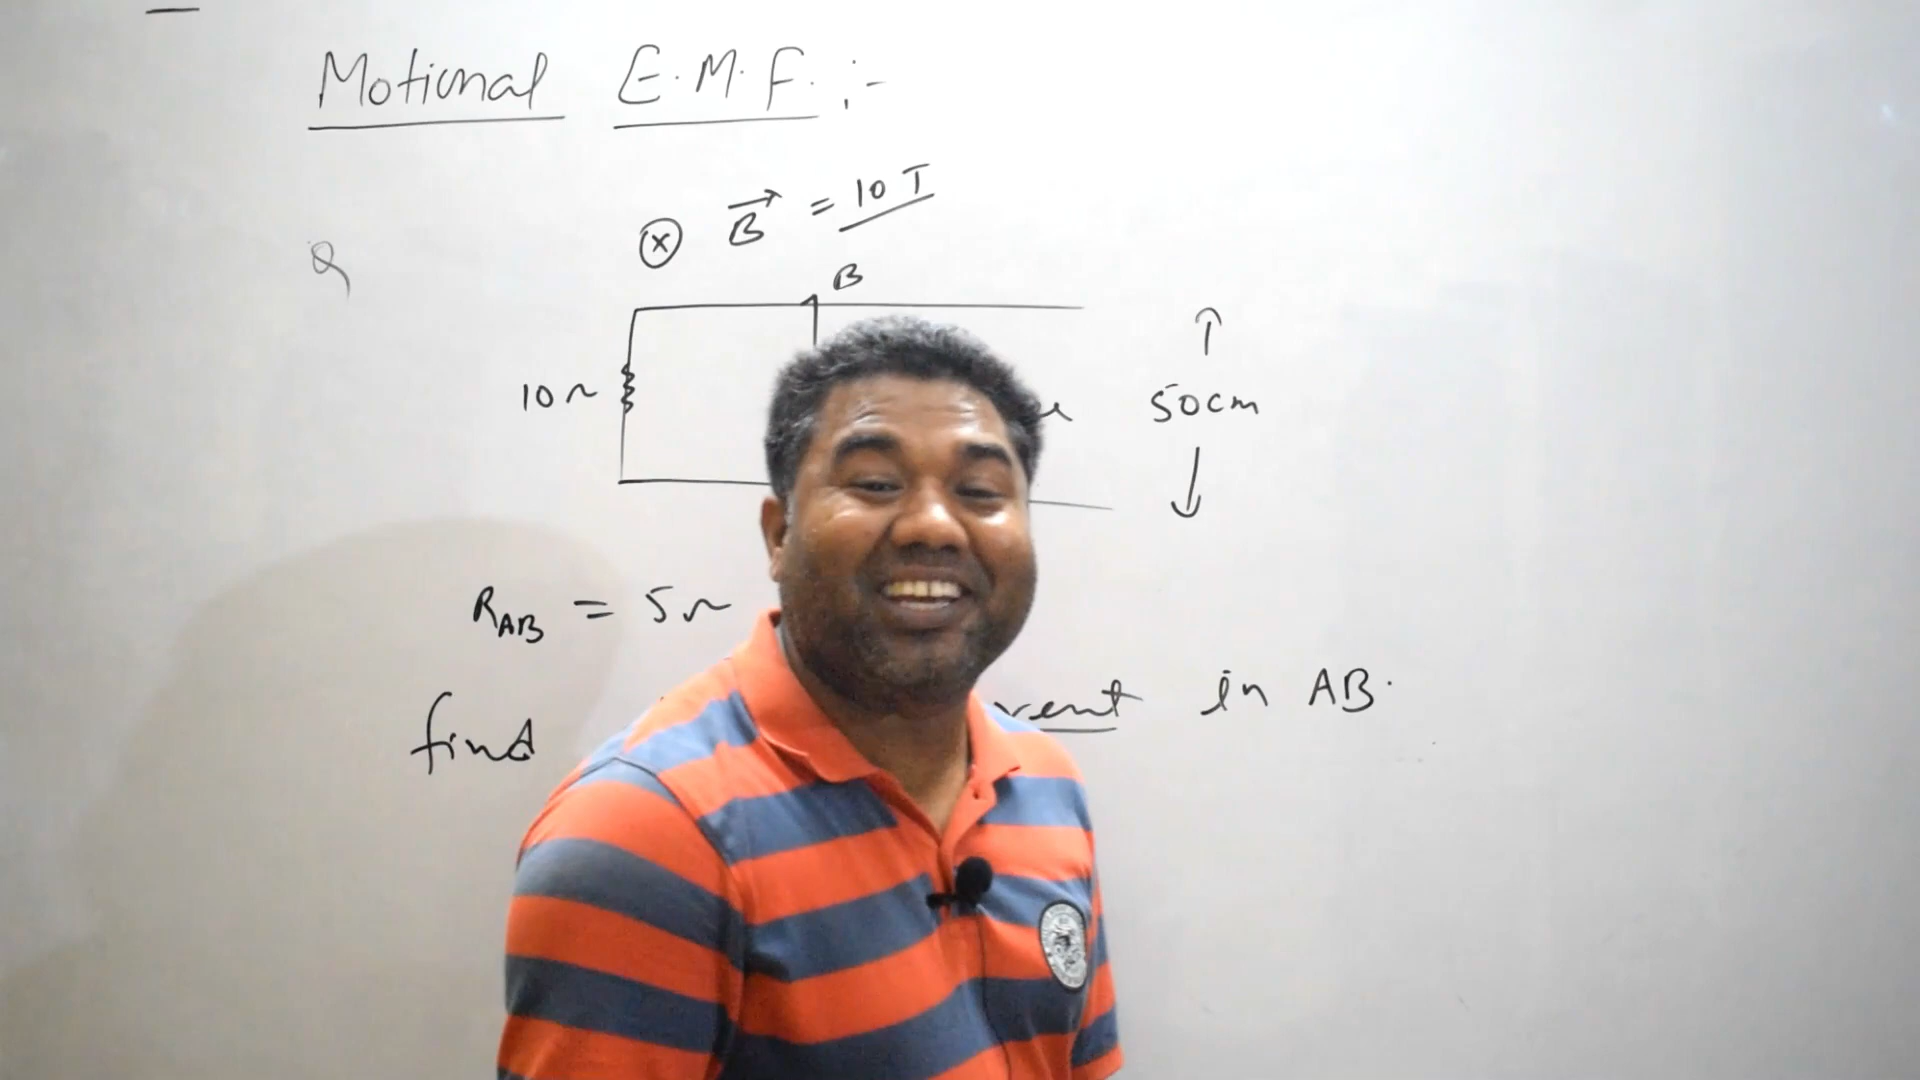 Motional E.M.F. :-
Q
ⓧ B⃗ = 10 T
B
10 Ω
50cm
R_AB = 5 Ω
find in AB.